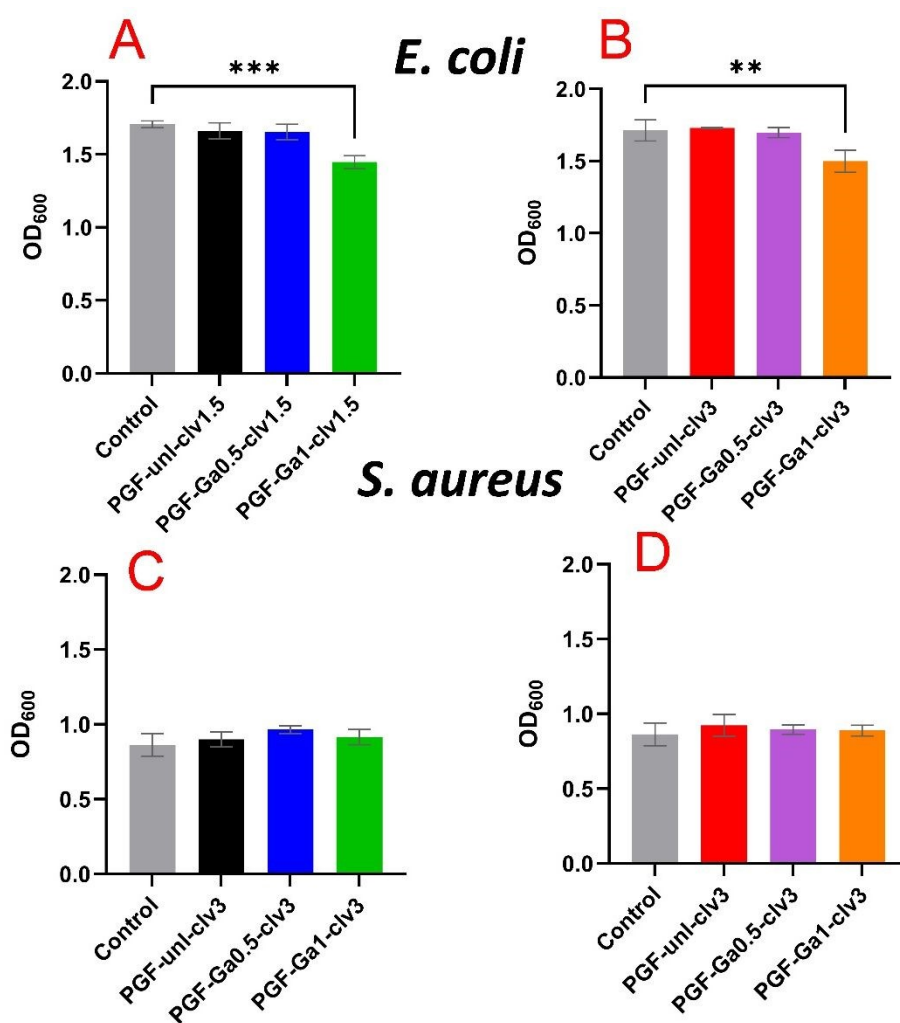 A
E. coli
B
***
**
2.0
1.5
1.0
0.5
0.0
OD600
Control
PGF-unl-clv1.5
PGF-Ga0.5-clv1.5
PGF-Ga1-clv1.5
2.0
1.5
1.0
0.5
0.0
OD600
Control
PGF-unl-clv3
PGF-Ga0.5-clv3
PGF-Ga1-clv3
S. aureus
C
D
2.0
1.5
1.0
0.5
0.0
OD600
Control
PGF-unl-clv3
PGF-Ga0.5-clv3
PGF-Ga1-clv3
2.0
1.5
1.0
0.5
0.0
OD600
Control
PGF-unl-clv3
PGF-Ga0.5-clv3
PGF-Ga1-clv3